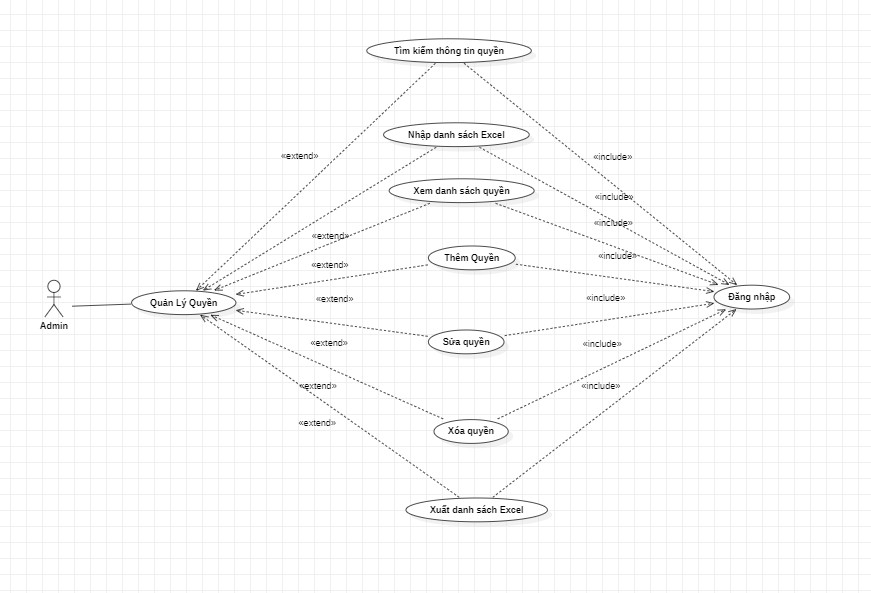 Tìm kiếm thông tin quyền
Nhập danh sách Excel
«extend»
«include»
Xem danh sách quyền
«include»
«include»
«extend»
Thêm Quyền
«include»
«extend»
Quản Lý Quyền
«extend»
«include»
Đăng nhập
Admin
«extend»
Sửa quyền
«include»
«extend»
«include»
«extend»
Xóa quyền
Xuất danh sách Excel